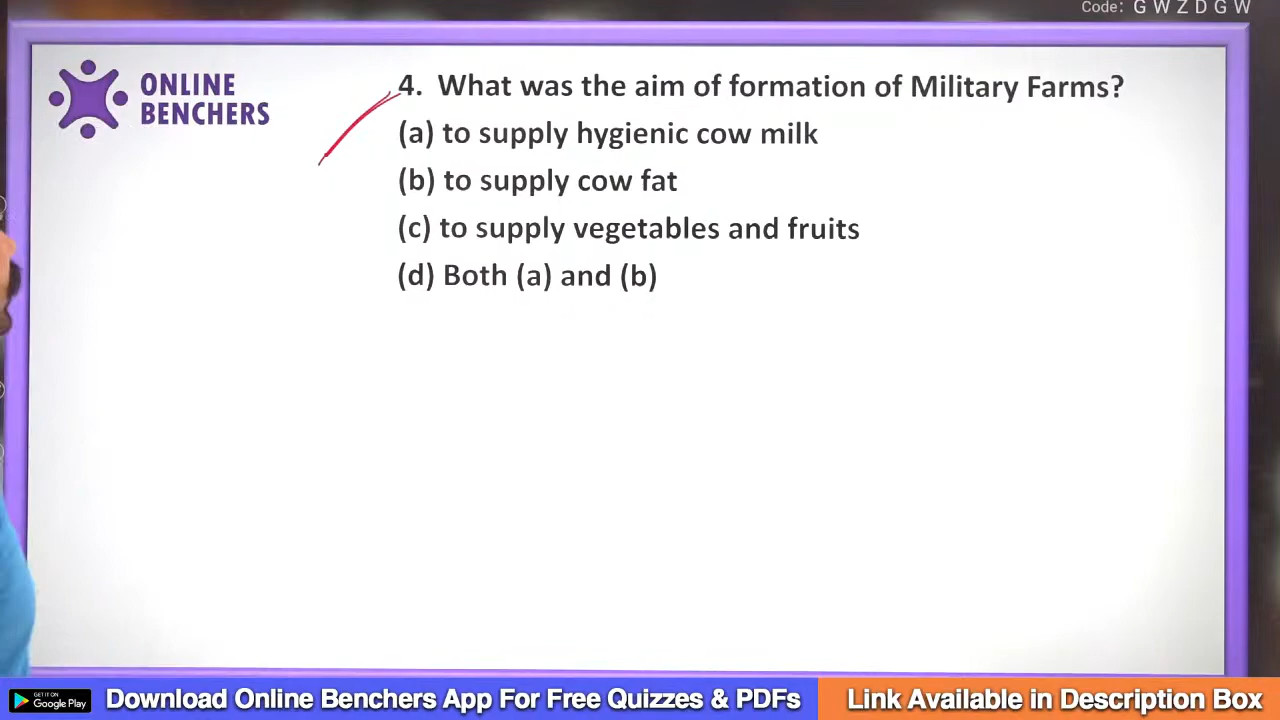 Code: G W Z D G W
ONLINE
BENCHERS
4. What was the aim of formation of Military Farms?
(a) to supply hygienic cow milk
(b) to supply cow fat
(c) to supply vegetables and fruits
(d) Both (a) and (b)
GET IT ON
Google Play
Download Online Benchers App For Free Quizzes & PDFs
Link Available in Description Box